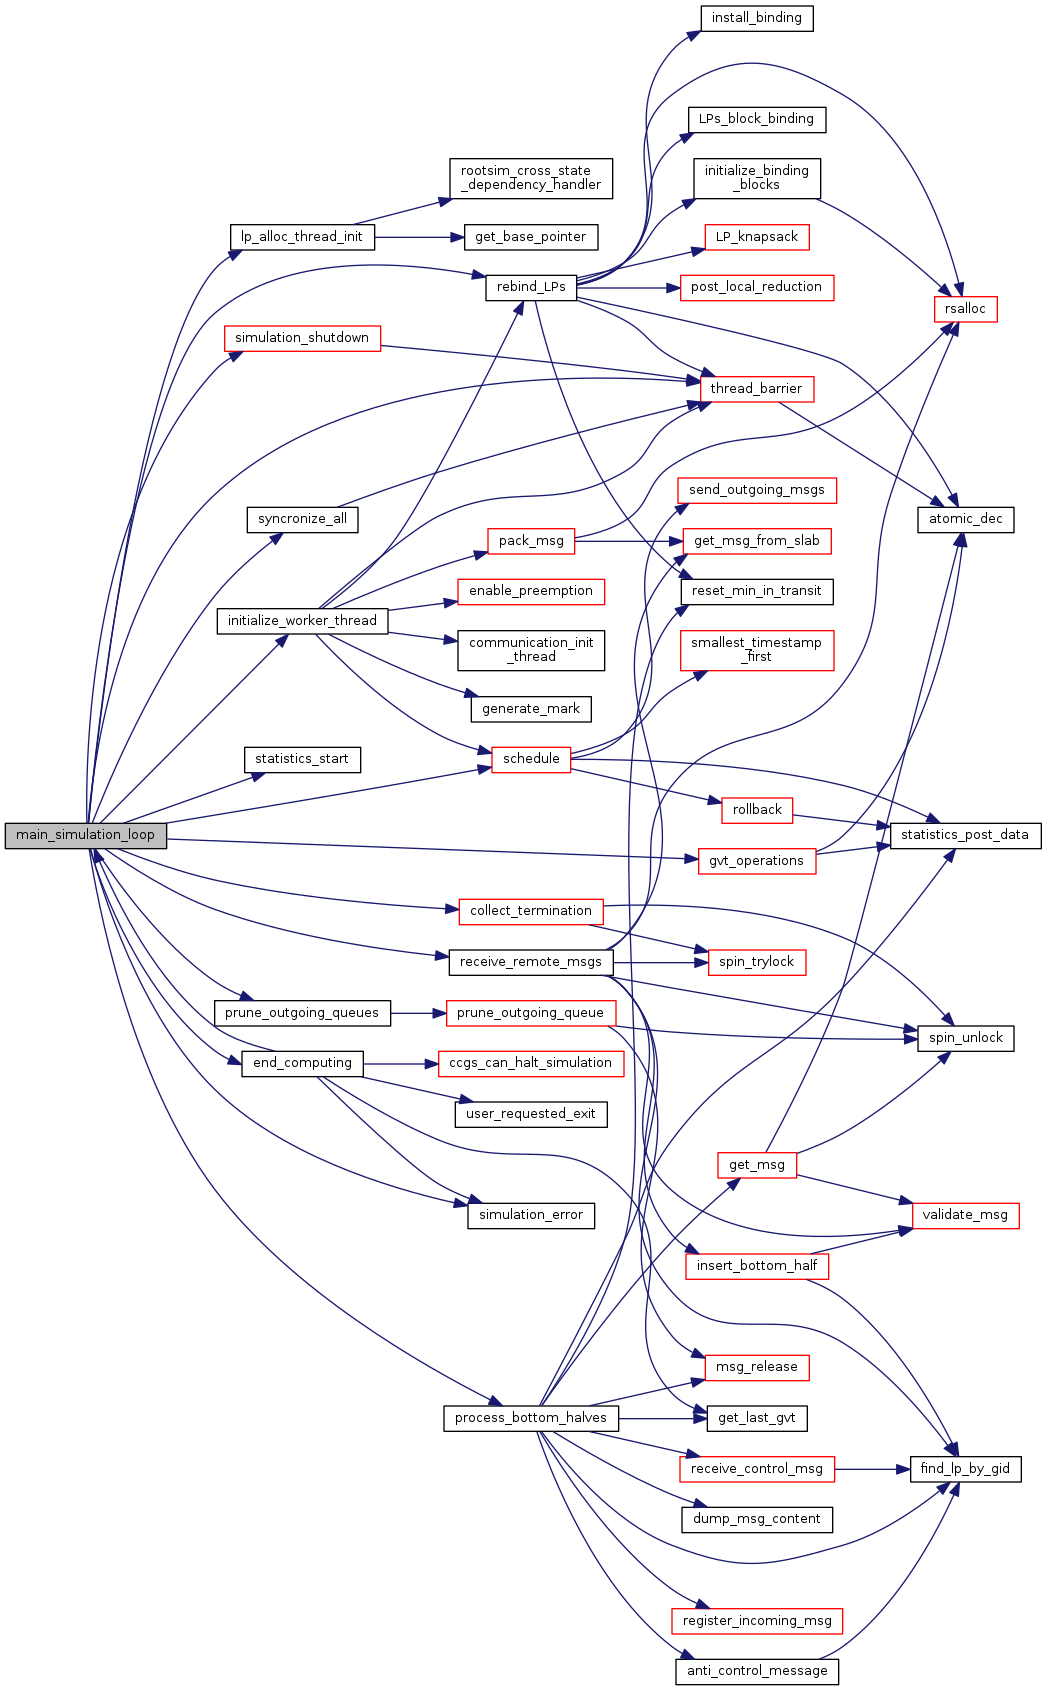 install_binding
LPs_block_binding
rootsim_cross_state
_dependency_handler
initialize_binding
_blocks
lp_alloc_thread_init
get_base_pointer
LP_knapsack
rebind_LPs
post_local_reduction
rsalloc
simulation_shutdown
thread_barrier
send_outgoing_msgs
syncronize_all
atomic_dec
pack_msg
get_msg_from_slab
enable_preemption
reset_min_in_transit
initialize_worker_thread
communication_init
_thread
smallest_timestamp
_first
generate_mark
statistics_start
schedule
rollback
main_simulation_loop
statistics_post_data
gvt_operations
collect_termination
receive_remote_msgs
spin_trylock
prune_outgoing_queues
prune_outgoing_queue
spin_unlock
end_computing
ccgs_can_halt_simulation
user_requested_exit
get_msg
simulation_error
validate_msg
insert_bottom_half
msg_release
process_bottom_halves
get_last_gvt
receive_control_msg
find_lp_by_gid
dump_msg_content
register_incoming_msg
anti_control_message